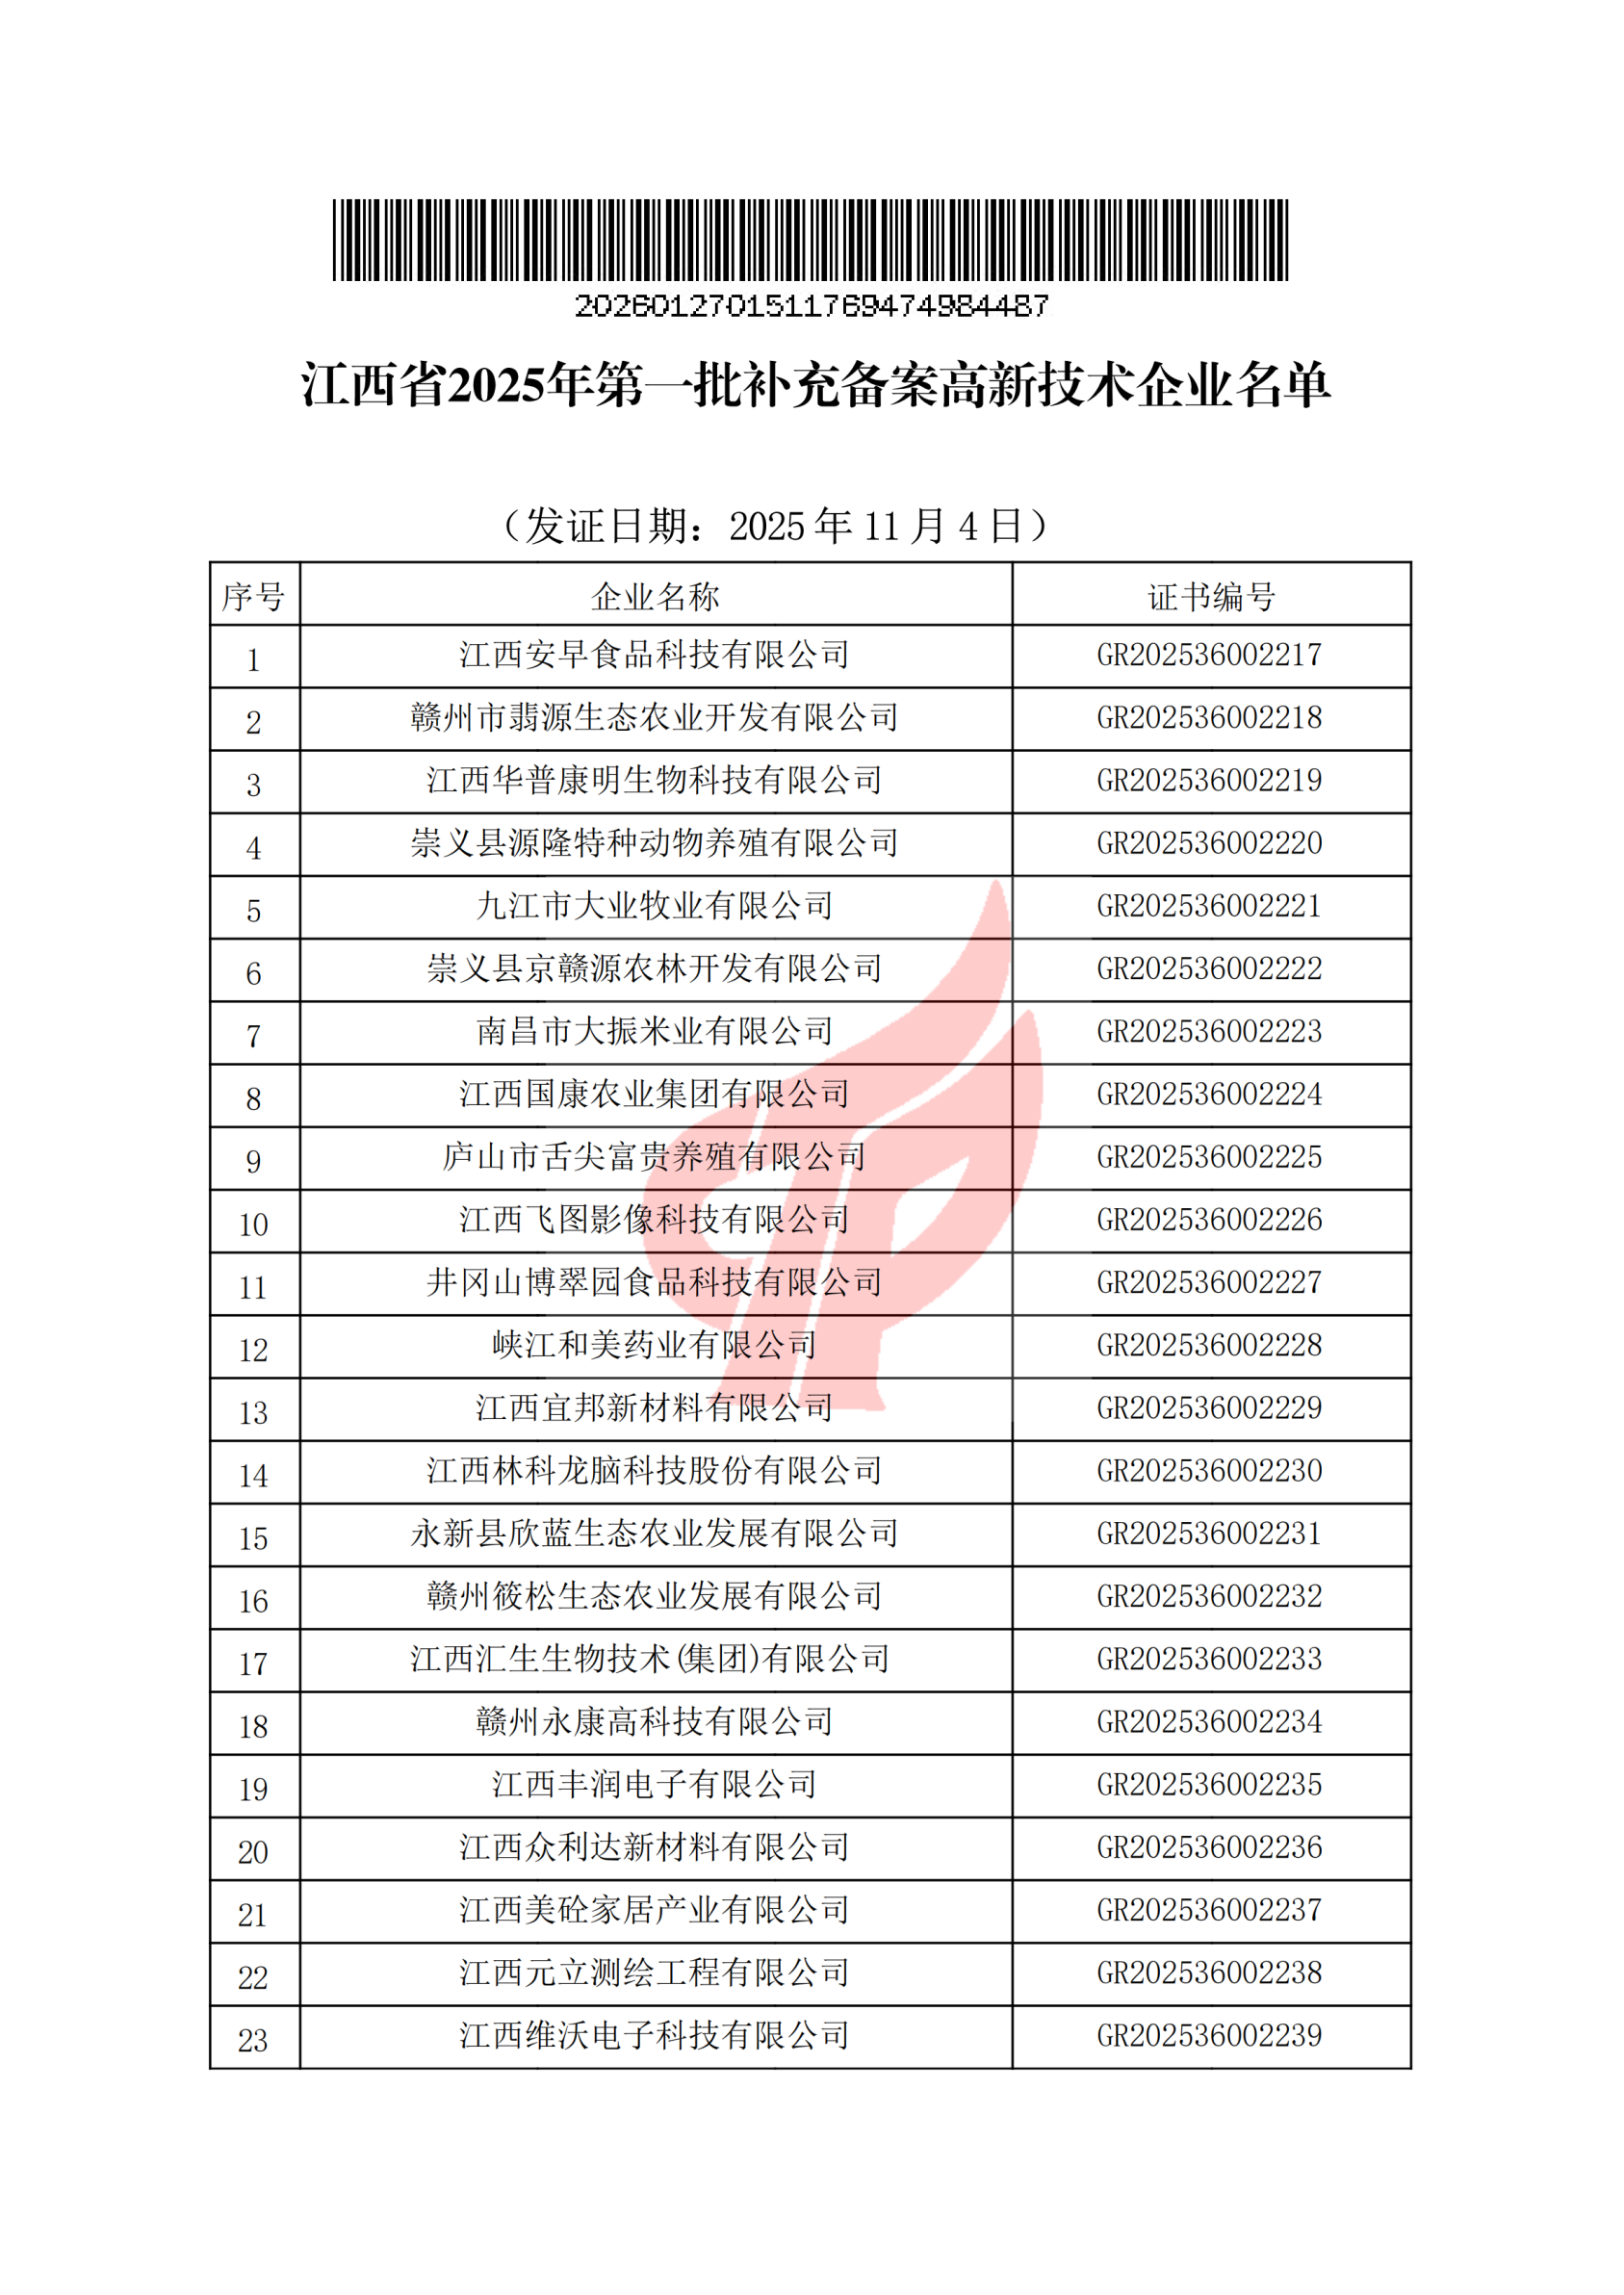 2026012701511769474984487
江西省2025年第一批补充备案高新技术企业名单
（发证日期：2025年11月4日）
序号 企业名称 证书编号
1 江西安早食品科技有限公司 GR202536002217
2 赣州市翡源生态农业开发有限公司 GR202536002218
3 江西华普康明生物科技有限公司 GR202536002219
4 崇义县源隆特种动物养殖有限公司 GR202536002220
5 九江市大业牧业有限公司 GR202536002221
6 崇义县京赣源农林开发有限公司 GR202536002222
7 南昌市大振米业有限公司 GR202536002223
8 江西国康农业集团有限公司 GR202536002224
9 庐山市舌尖富贵养殖有限公司 GR202536002225
10 江西飞图影像科技有限公司 GR202536002226
11 井冈山博翠园食品科技有限公司 GR202536002227
12 峡江和美药业有限公司 GR202536002228
13 江西宜邦新材料有限公司 GR202536002229
14 江西林科龙脑科技股份有限公司 GR202536002230
15 永新县欣蓝生态农业发展有限公司 GR202536002231
16 赣州筱松生态农业发展有限公司 GR202536002232
17 江西汇生生物技术(集团)有限公司 GR202536002233
18 赣州永康高科技有限公司 GR202536002234
19 江西丰润电子有限公司 GR202536002235
20 江西众利达新材料有限公司 GR202536002236
21 江西美砼家居产业有限公司 GR202536002237
22 江西元立测绘工程有限公司 GR202536002238
23 江西维沃电子科技有限公司 GR202536002239